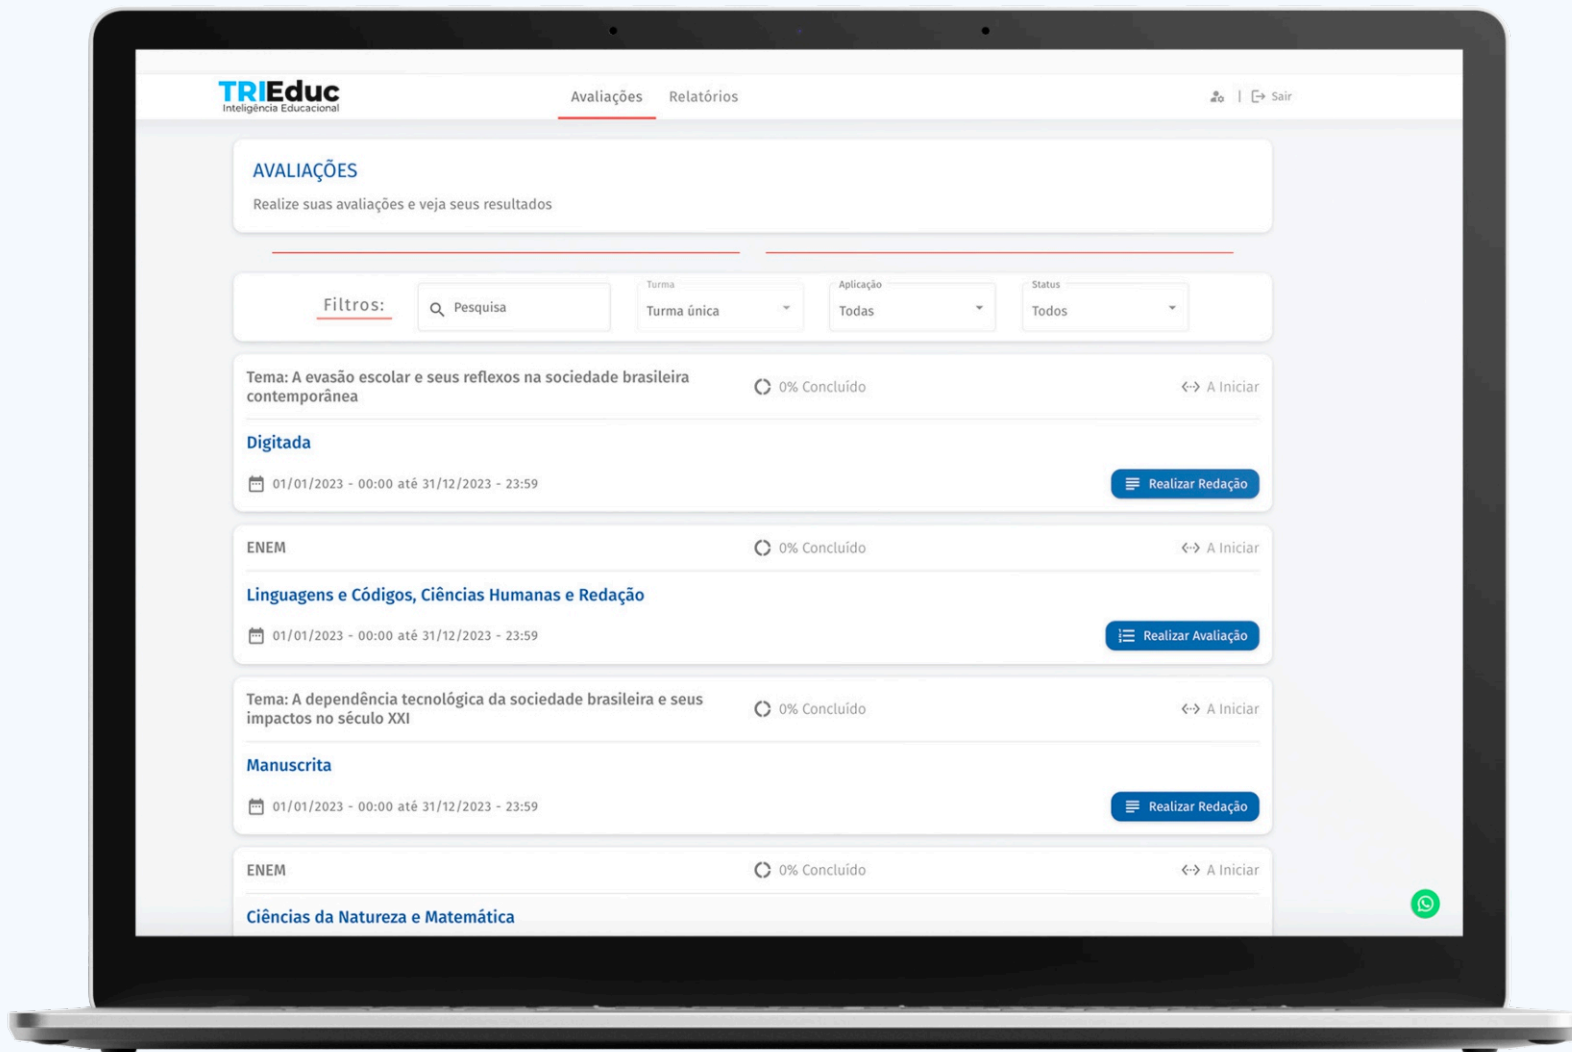 TRIEduc
Inteligência Educacional
Avaliações Relatórios | Sair
AVALIAÇÕES
Realize suas avaliações e veja seus resultados
Filtros: Pesquisa Turma Turma única Aplicação Todas Status Todos
Tema: A evasão escolar e seus reflexos na sociedade brasileira
contemporânea
0% Concluído A Iniciar
Digitada
01/01/2023 - 00:00 até 31/12/2023 - 23:59 Realizar Redação
ENEM 0% Concluído A Iniciar
Linguagens e Códigos, Ciências Humanas e Redação
01/01/2023 - 00:00 até 31/12/2023 - 23:59 Realizar Avaliação
Tema: A dependência tecnológica da sociedade brasileira e seus
impactos no século XXI
0% Concluído A Iniciar
Manuscrita
01/01/2023 - 00:00 até 31/12/2023 - 23:59 Realizar Redação
ENEM 0% Concluído A Iniciar
Ciências da Natureza e Matemática